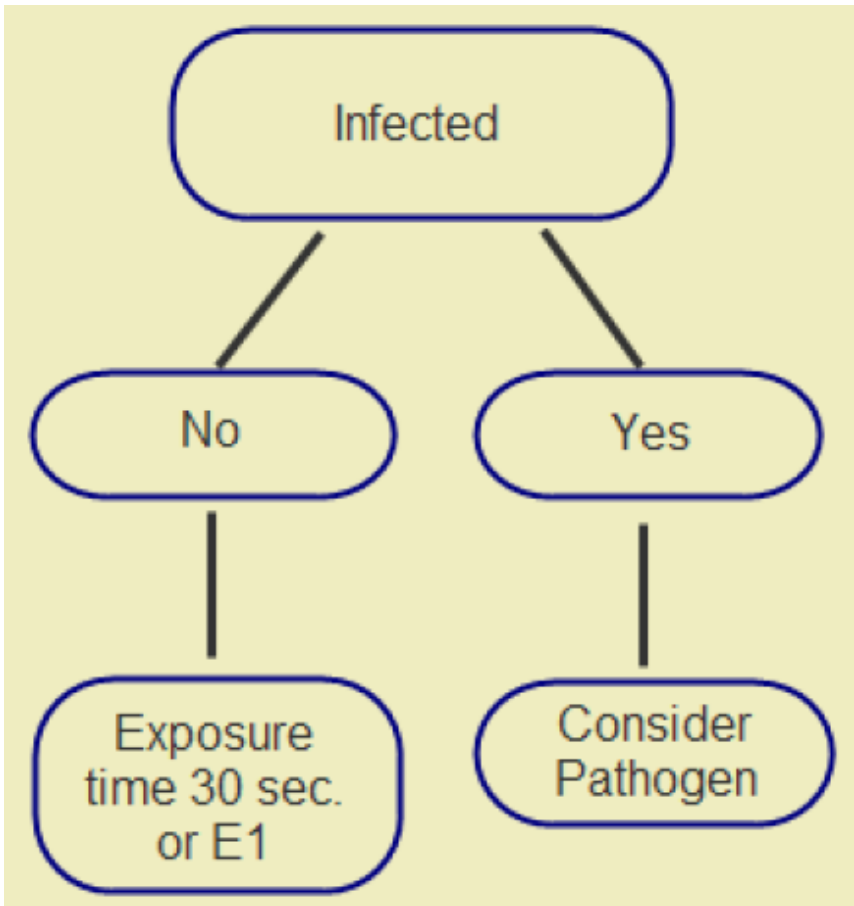 Infected
No
Yes
Exposure
time 30 sec.
or E1
Consider
Pathogen